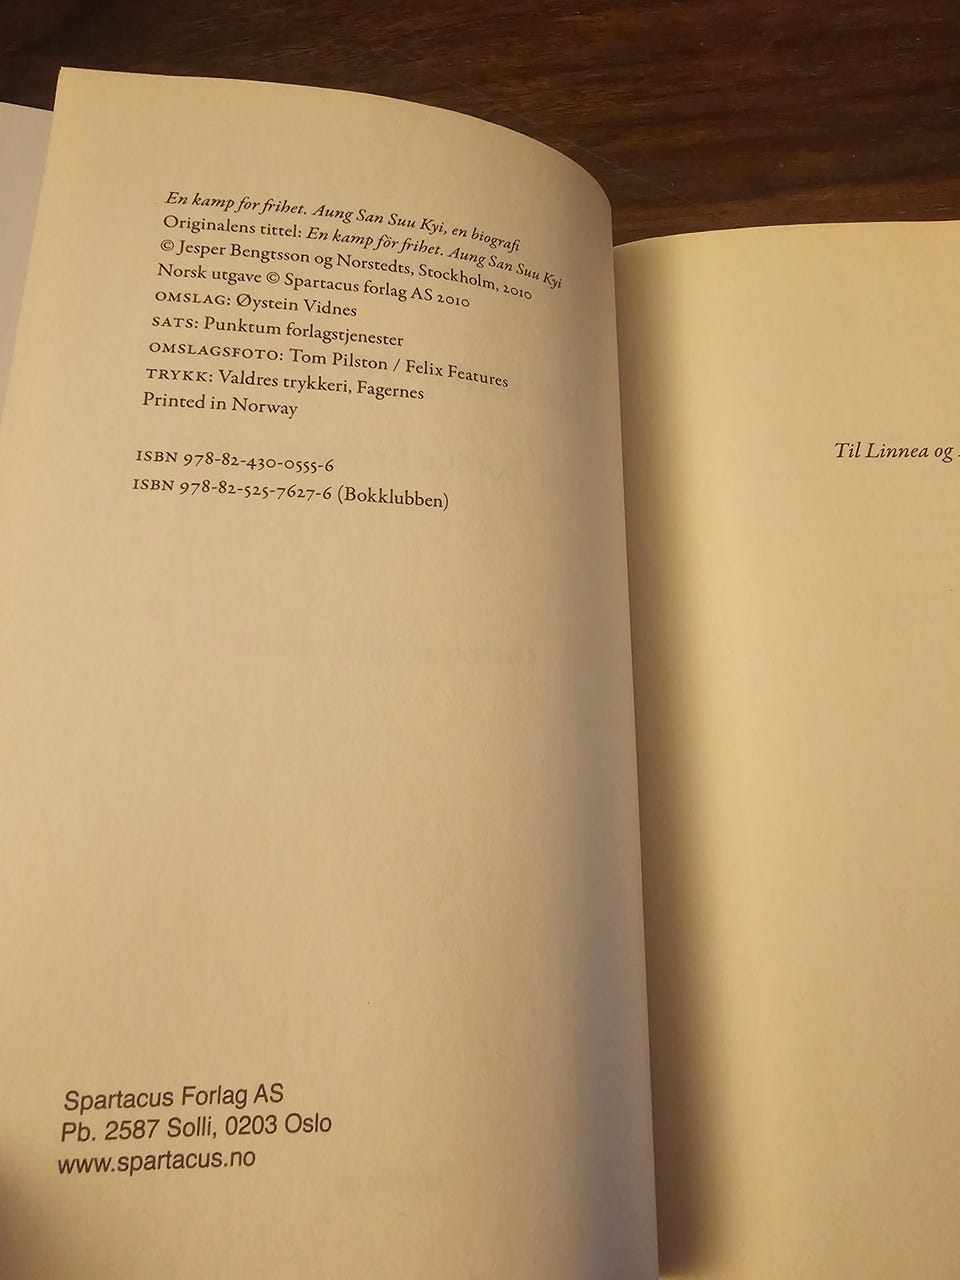 En kamp for frihet. Aung San Suu Kyi, en biografi
Originalens tittel: En kamp för frihet. Aung San Suu Kyi
© Jesper Bengtsson og Norstedts, Stockholm, 2010
Norsk utgave © Spartacus forlag AS 2010
OMSLAG: Øystein Vidnes
SATS: Punktum forlagstjenester
OMSLAGSFOTO: Tom Pilston / Felix Features
TRYKK: Valdres trykkeri, Fagernes
Printed in Norway
ISBN 978-82-430-0555-6
ISBN 978-82-525-7627-6 (Bokklubben)
Spartacus Forlag AS
Pb. 2587 Solli, 0203 Oslo
www.spartacus.no
Til Linnea og